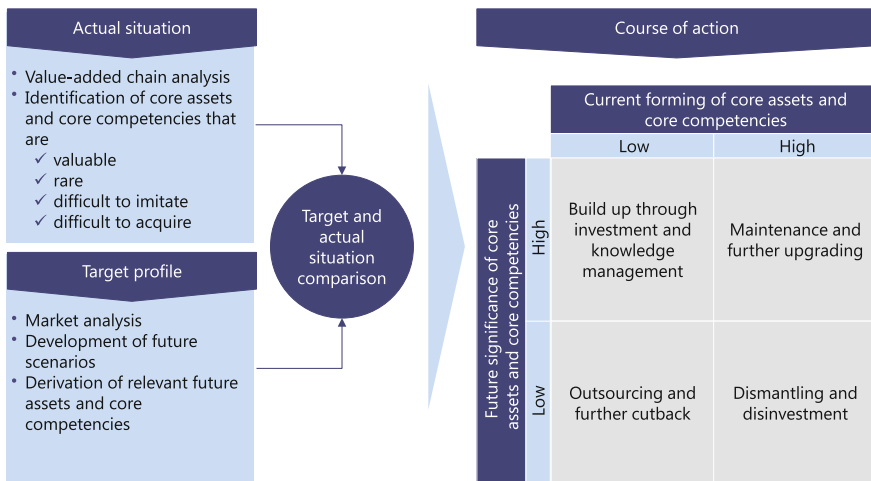 Actual situation
• Value-added chain analysis
• Identification of core assets
and core competencies that
are
✓ valuable
✓ rare
✓ difficult to imitate
✓ difficult to acquire
Target profile
• Market analysis
• Development of future
scenarios
• Derivation of relevant future
assets and core
competencies
Target and
actual
situation
comparison
Course of action
Current forming of core assets and
core competencies
Low
High
Future significance of core
assets and core competencies
High
Build up through
investment and
knowledge
management
Maintenance and
further upgrading
Low
Outsourcing and
further cutback
Dismantling and
disinvestment